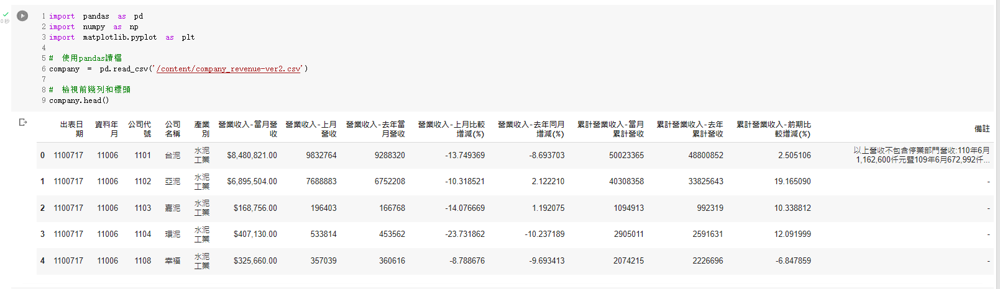 0 秒
1 import pandas as pd
2 import numpy as np
3 import matplotlib.pyplot as plt
4
5 # 使用pandas讀檔
6 company = pd.read_csv('/content/company_revenue-ver2.csv')
7
8 # 檢視前幾列和標頭
9 company.head()
出表日期 資料年月 公司代號 公司名稱 產業別 營業收入-當月營收 營業收入-上月營收 營業收入-去年當月營收 營業收入-上月比較增減(%) 營業收入-去年同月增減(%) 累計營業收入-當月累計營收 累計營業收入-去年累計營收 累計營業收入-前期比較增減(%) 備註
0 1100717 11006 1101 台泥 水泥工業 $8,480,821.00 9832764 9288320 -13.749369 -8.693703 50023365 48800852 2.505106 以上營收不包含停業部門營收:110年6月1,162,600仟元暨109年6月672,992仟...
1 1100717 11006 1102 亞泥 水泥工業 $6,895,504.00 7688883 6752208 -10.318521 2.122210 40308358 33825643 19.165090 -
2 1100717 11006 1103 嘉泥 水泥工業 $168,756.00 196403 166768 -14.076669 1.192075 1094913 992319 10.338812 -
3 1100717 11006 1104 環泥 水泥工業 $407,130.00 533814 453562 -23.731862 -10.237189 2905011 2591631 12.091999 -
4 1100717 11006 1108 幸福 水泥工業 $325,660.00 357039 360616 -8.788676 -9.693413 2074215 2226696 -6.847859 -